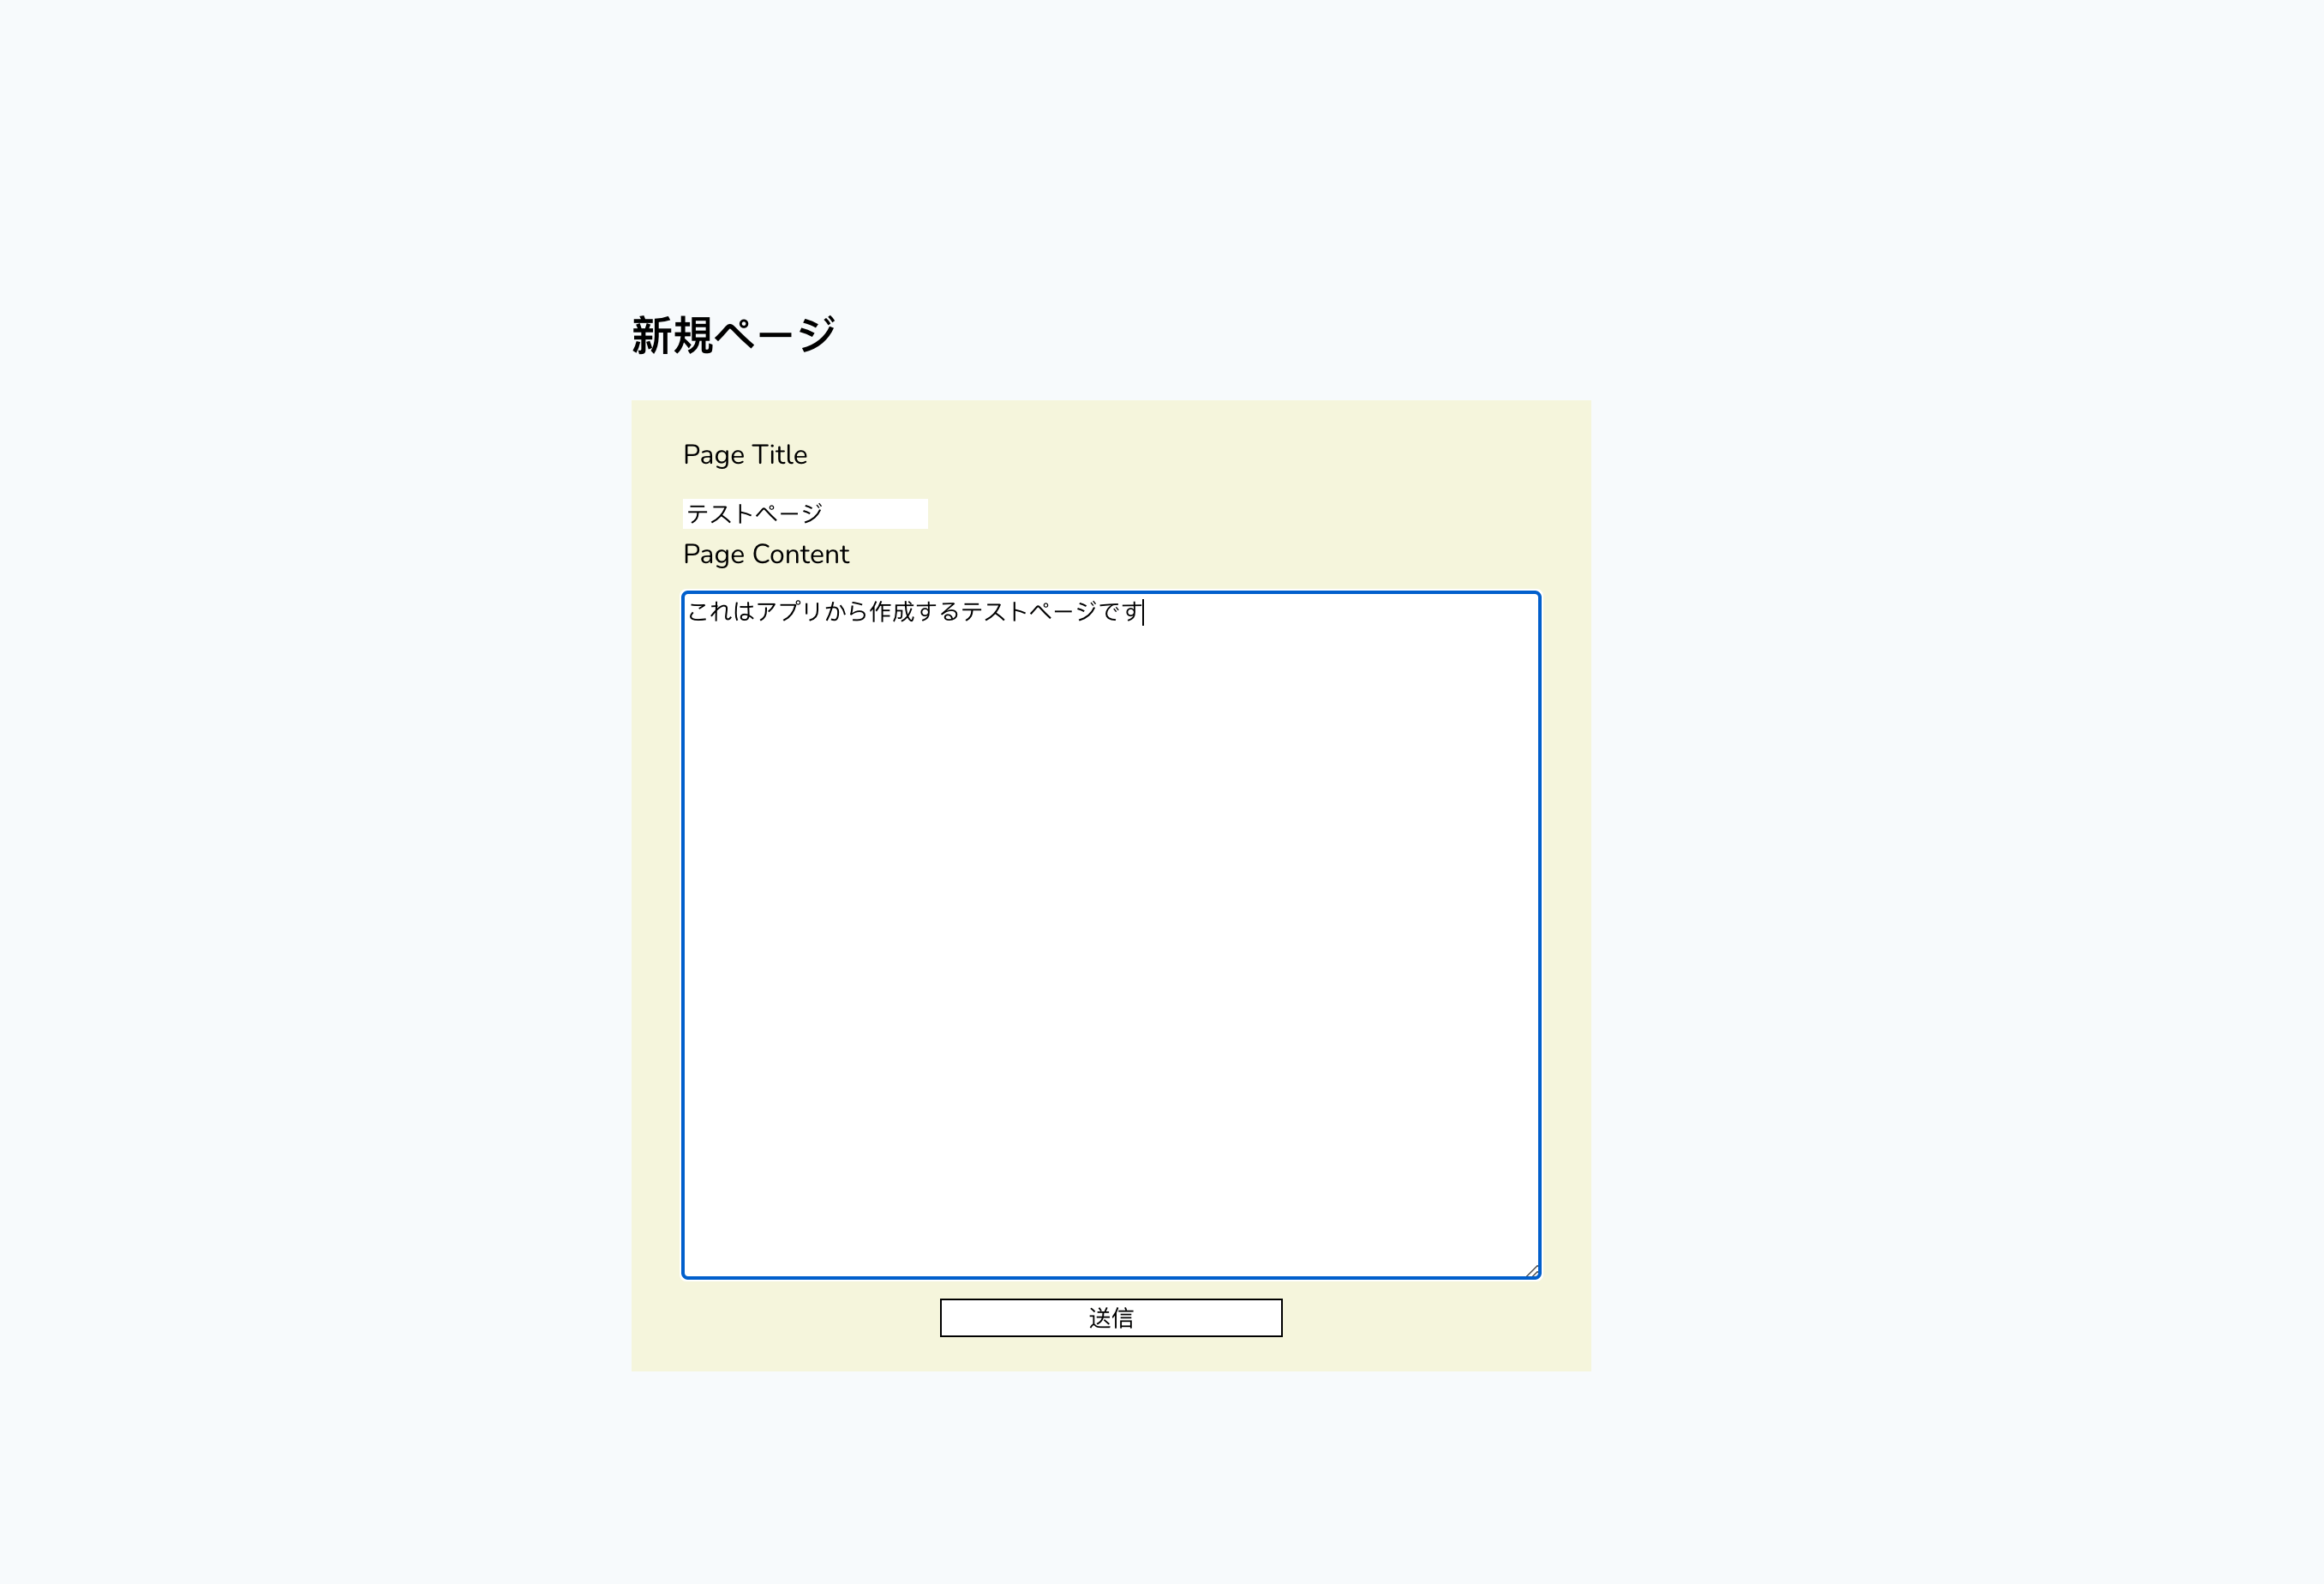 新規ページ
Page Title
テストページ
Page Content
これはアプリから作成するテストページです
送信